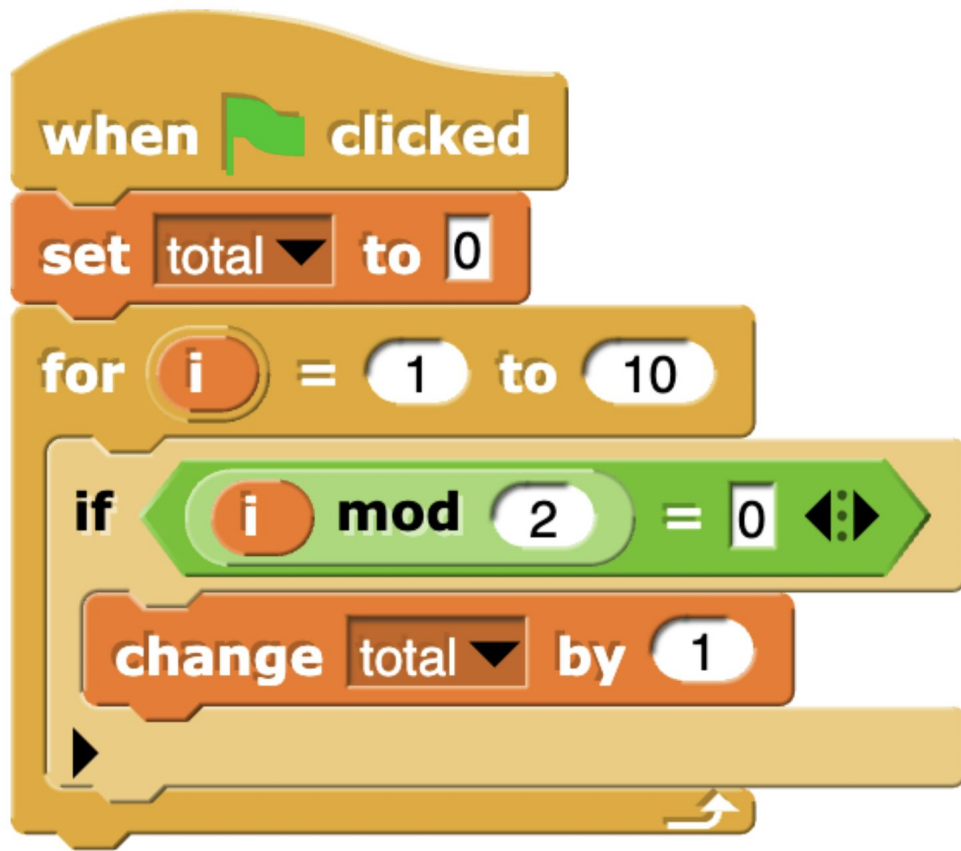 when clicked
set total to 0
for i = 1 to 10
if i mod 2 = 0
change total by 1